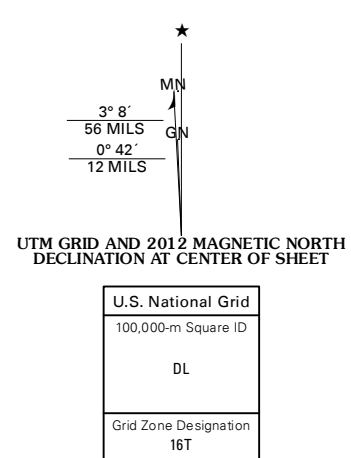 ★
MN
3° 8´
56 MILS
GN
0° 42´
12 MILS
UTM GRID AND 2012 MAGNETIC NORTH
DECLINATION AT CENTER OF SHEET
U.S. National Grid
100,000-m Square ID
DL
Grid Zone Designation
16T